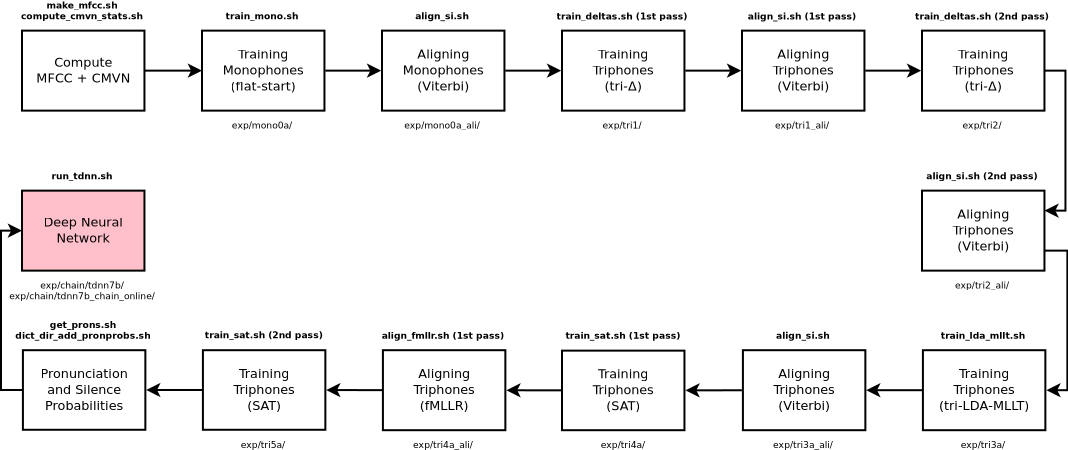 make_mfcc.sh
compute_cmvn_stats.sh
Compute
MFCC + CMVN
train_mono.sh
Training
Monophones
(flat-start)
exp/mono0a/
align_si.sh
Aligning
Monophones
(Viterbi)
exp/mono0a_ali/
train_deltas.sh (1st pass)
Training
Triphones
(tri-Δ)
exp/tri1/
align_si.sh (1st pass)
Aligning
Triphones
(Viterbi)
exp/tri1_ali/
train_deltas.sh (2nd pass)
Training
Triphones
(tri-Δ)
exp/tri2/
align_si.sh (2nd pass)
Aligning
Triphones
(Viterbi)
exp/tri2_ali/
train_lda_mllt.sh
Training
Triphones
(tri-LDA-MLLT)
exp/tri3a/
align_si.sh
Aligning
Triphones
(Viterbi)
exp/tri3a_ali/
train_sat.sh (1st pass)
Training
Triphones
(SAT)
exp/tri4a/
align_fmllr.sh (1st pass)
Aligning
Triphones
(fMLLR)
exp/tri4a_ali/
train_sat.sh (2nd pass)
Training
Triphones
(SAT)
exp/tri5a/
get_prons.sh
dict_dir_add_pronprobs.sh
Pronunciation
and Silence
Probabilities
run_tdnn.sh
Deep Neural
Network
exp/chain/tdnn7b/
exp/chain/tdnn7b_chain_online/